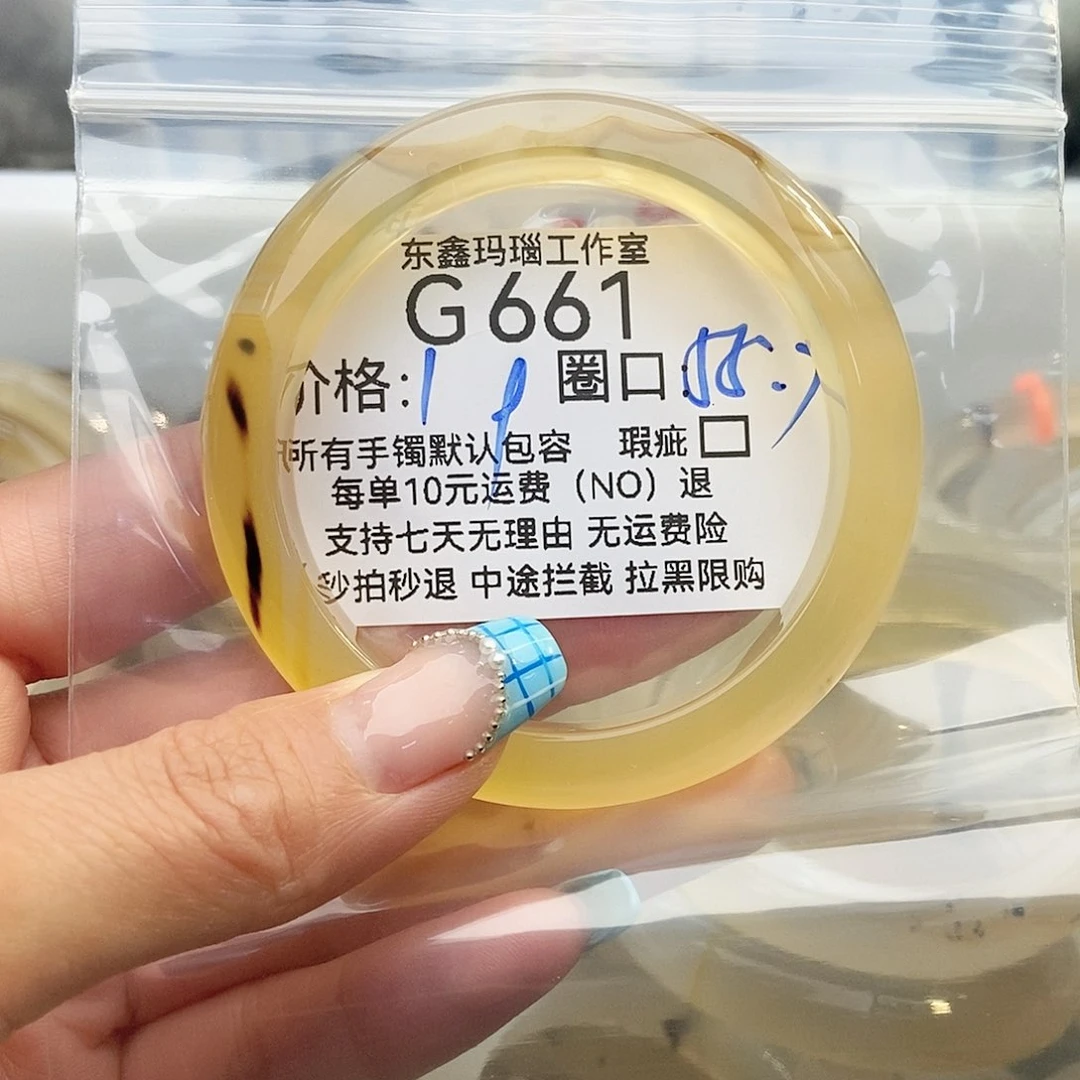 东鑫玛瑙工作室
G661
价格: 圈口:
所有手镯默认包容 瑕疵
每单10元运费（NO）退
支持七天无理由 无运费险
秒拍秒退 中途拦截 拉黑限购